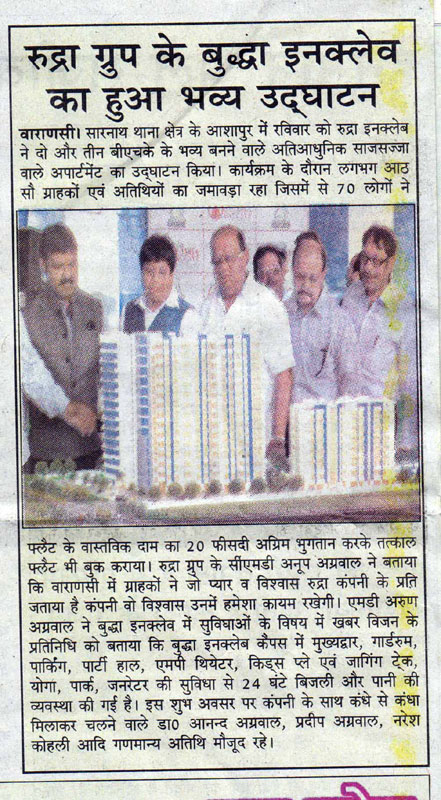 रुद्रा ग्रुप के बुद्धा इनक्लेव
का हुआ भव्य उद्घाटन
वाराणसी। सारनाथ थाना क्षेत्र के आशापुर में रविवार को रुद्रा इनक्लेब
ने दो और तीन बीएचके के भव्य बनने वाले अतिआधुनिक साजसज्जा
वाले अपार्टमेंट का उद्घाटन किया। कार्यक्रम के दौरान लगभग आठ
सौ ग्राहकों एवं अतिथियों का जमावड़ा रहा जिसमें से 70 लोगों ने
फ्लैट के वास्तविक दाम का 20 फीसदी अग्रिम भुगतान करके तत्काल
फ्लैट भी बुक कराया। रुद्रा ग्रुप के सीएमडी अनूप अग्रवाल ने बताया
कि वाराणसी में ग्राहकों ने जो प्यार व विश्वास रुद्रा कंपनी के प्रति
जताया है कंपनी वो विश्वास उनमें हमेशा कायम रखेगी। एमडी अरुण
अग्रवाल ने बुद्धा इनक्लेव में सुविधाओं के विषय में खबर विजन के
प्रतिनिधि को बताया कि बुद्धा इनक्लेब कैंपस में मुख्यद्वार, गार्डरुम,
पार्किंग, पार्टी हाल, एमपी थियेटर, किड्स प्ले एवं जागिंग ट्रेक,
योगा, पार्क, जनरेटर की सुविधा से 24 घंटे बिजली और पानी की
व्यवस्था की गई है। इस शुभ अवसर पर कंपनी के साथ कंधे से कंधा
मिलाकर चलने वाले डा0 आनन्द अग्रवाल, प्रदीप अग्रवाल, नरेश
कोहली आदि गणमान्य अतिथि मौजूद रहे।